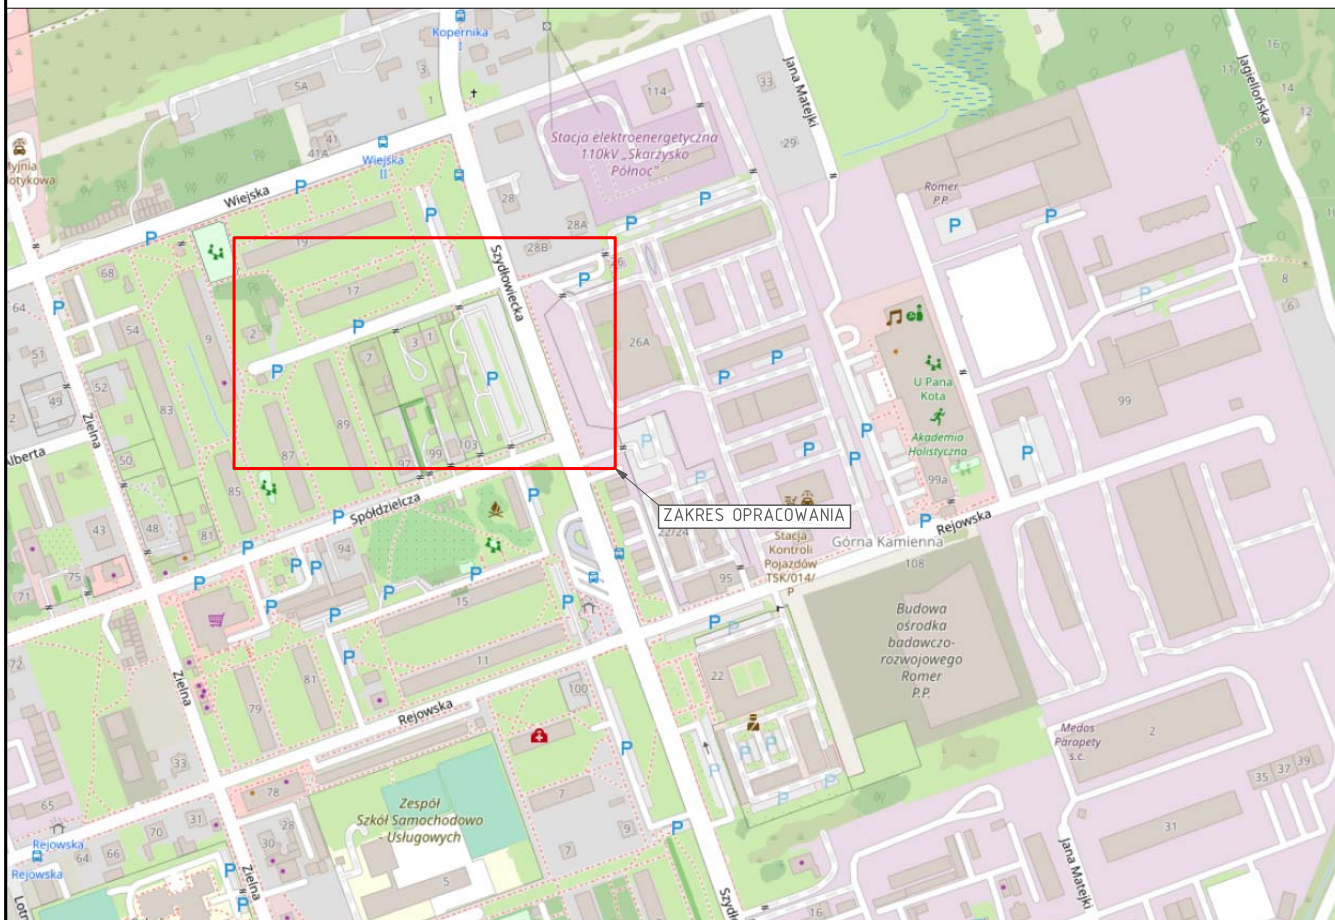 Kopernika
I
3
1
5A
41
41A
Wiejska
II
Wiejska
Myjnia
114
Stacja elektroenergetyczna
110kV „Skarżysko
Północ"
33
29
Jana Matejki
Jagiellońska
16
11
14
12
9
8
6
1
Romer
P.P.
28
28A
28B
26
26A
Szydłowiecka
19
17
2
7
3
1
9
68
64
54
51
52
49
83
50
89
87
85
97
99
103
Zielna
Alberta
48
43
81
75
71
94
Spółdzielcza
ZAKRES OPRACOWANIA
22/24
95
Stacja
Kontroli
Pojazdów
TSK/014/
P
Górna Kamienna
U Pana
Kota
Akademia
Holistyczna
99a
99
Rejowska
108
Budowa
ośrodka
badawczo-
rozwojowego
Romer
P.P.
15
11
81
79
72
Zielna
33
65
Rejowska
100
22
Medos
Parapety
s.c.
2
35
37
39
31
Jana Matejki
78
70
31
28
30
64
66
Rejowska
Rejowska
Zielna
Zespół
Szkół Samochodowo
- Usługowych
5
7
9
7
16